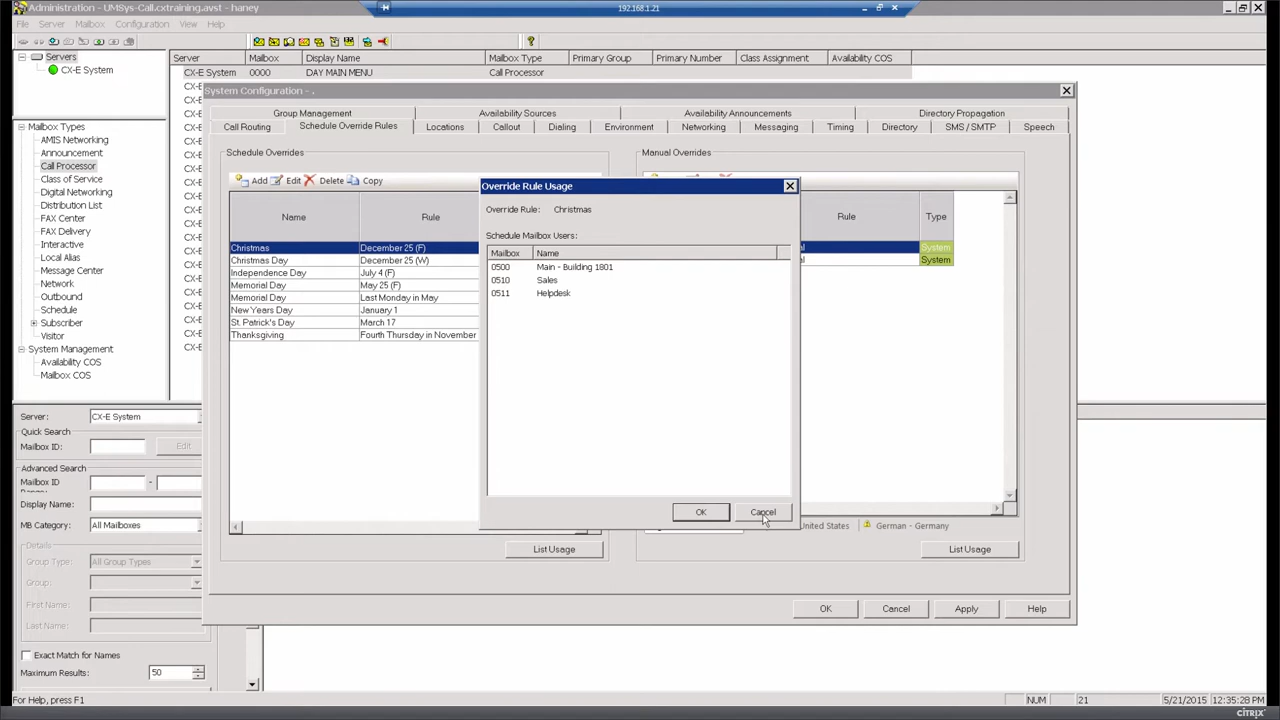 Administration - UMSys-Call.cxtraining.avst - haney
192.168.1.21
File Server Mailbox Configuration View Help
Servers
CX-E System
Server Mailbox Display Name Mailbox Type Primary Group Primary Number Class Assignment Availability COS
CX-E System 0000 DAY MAIN MENU Call Processor
System Configuration - .
Group Management Availability Sources Availability Announcements Directory Propagation
Call Routing Schedule Override Rules Locations Callout Dialing Environment Networking Messaging Timing Directory SMS / SMTP Speech
Mailbox Types
AMIS Networking
Announcement
Call Processor
Class of Service
Digital Networking
Distribution List
FAX Center
FAX Delivery
Interactive
Local Alias
Message Center
Network
Outbound
Schedule
Subscriber
Visitor
System Management
Availability COS
Mailbox COS
Schedule Overrides
Add Edit Delete Copy
Name Rule
Christmas December 25 (F)
Christmas Day December 25 (W)
Independence Day July 4 (F)
Memorial Day May 25 (F)
Memorial Day Last Monday in May
New Years Day January 1
St. Patrick's Day March 17
Thanksgiving Fourth Thursday in November
List Usage
Manual Overrides
Rule Type
al System
System
United States German - Germany
List Usage
Override Rule Usage
Override Rule: Christmas
Schedule Mailbox Users:
Mailbox Name
0500 Main - Building 1801
0510 Sales
0511 Helpdesk
OK Cancel
OK Cancel Apply Help
Server: CX-E System
Quick Search
Mailbox ID: Edit
Advanced Search
Mailbox ID -
Display Name:
MB Category: All Mailboxes
Details
Group Type: All Group Types
Group:
First Name:
Last Name:
Exact Match for Names
Maximum Results: 50
For Help, press F1
NUM 21 5/21/2015 12:35:28 PM
CITRIX